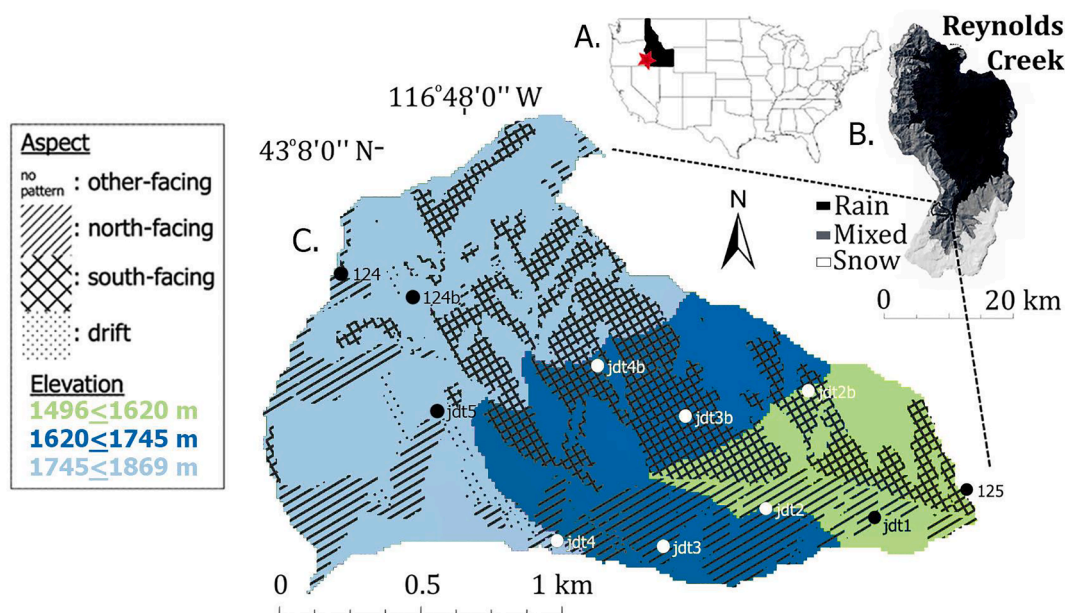 A.
Reynolds
Creek
B.
116°48'0'' W
43°8'0'' N
Aspect
no
pattern : other-facing
: north-facing
: south-facing
: drift
Elevation
1496≤1620 m
1620≤1745 m
1745≤1869 m
C.
N
Rain
Mixed
Snow
0 20 km
124
124b
jdt4b
jdt5
jdt3b
jdt2b
125
jdt2
jdt1
jdt4
jdt3
0 0.5 1 km